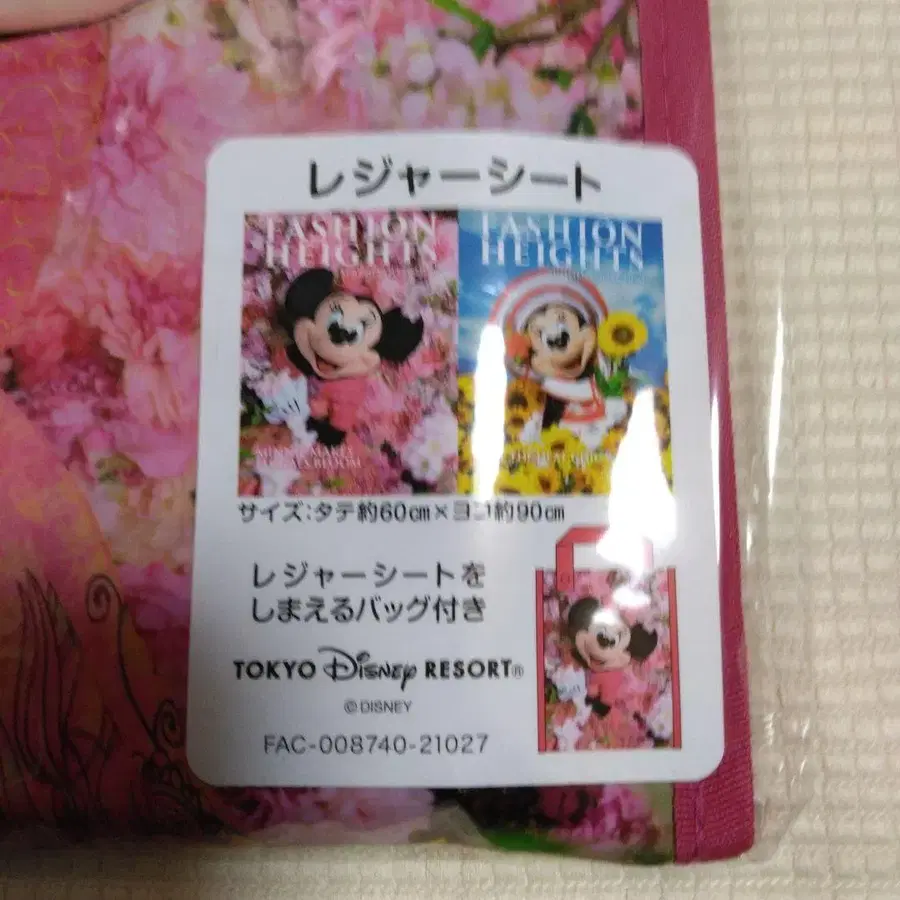 レジャーシート
FASHION
HEIGHTS
FASHION
HEIGHTS
サイズ:タテ約60cm×ヨコ約90cm
レジャーシートを
しまえるバッグ付き
TOKYO Disney RESORT®
©DISNEY
FAC-008740-21027